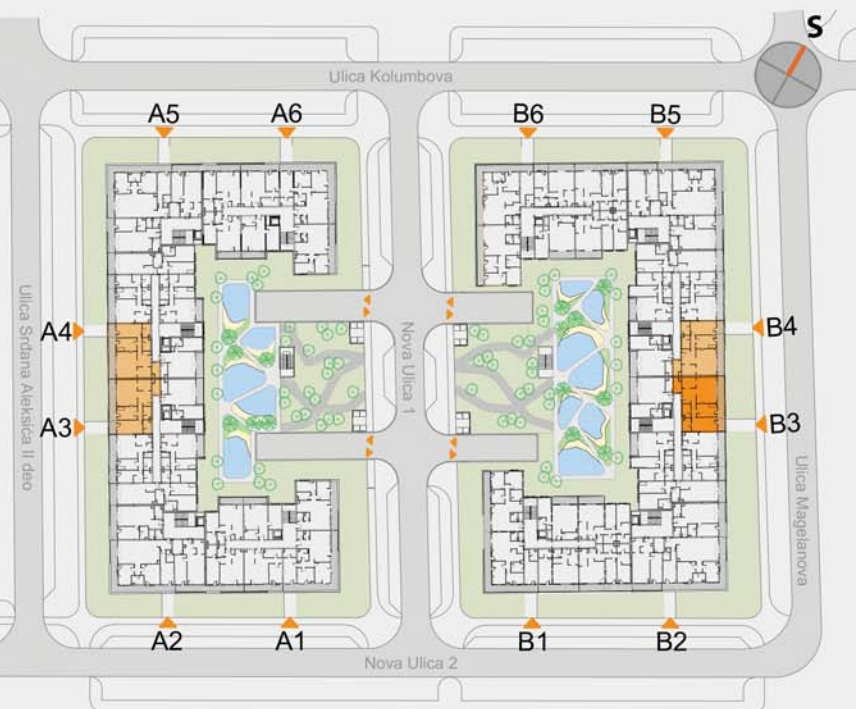 S
Ulica Kolumbova
A5
A6
B6
B5
Ulica Srđana Aleksića II deo
A4
Nova Ulica 1
B4
A3
B3
Ulica Magelanova
A2
A1
B1
B2
Nova Ulica 2